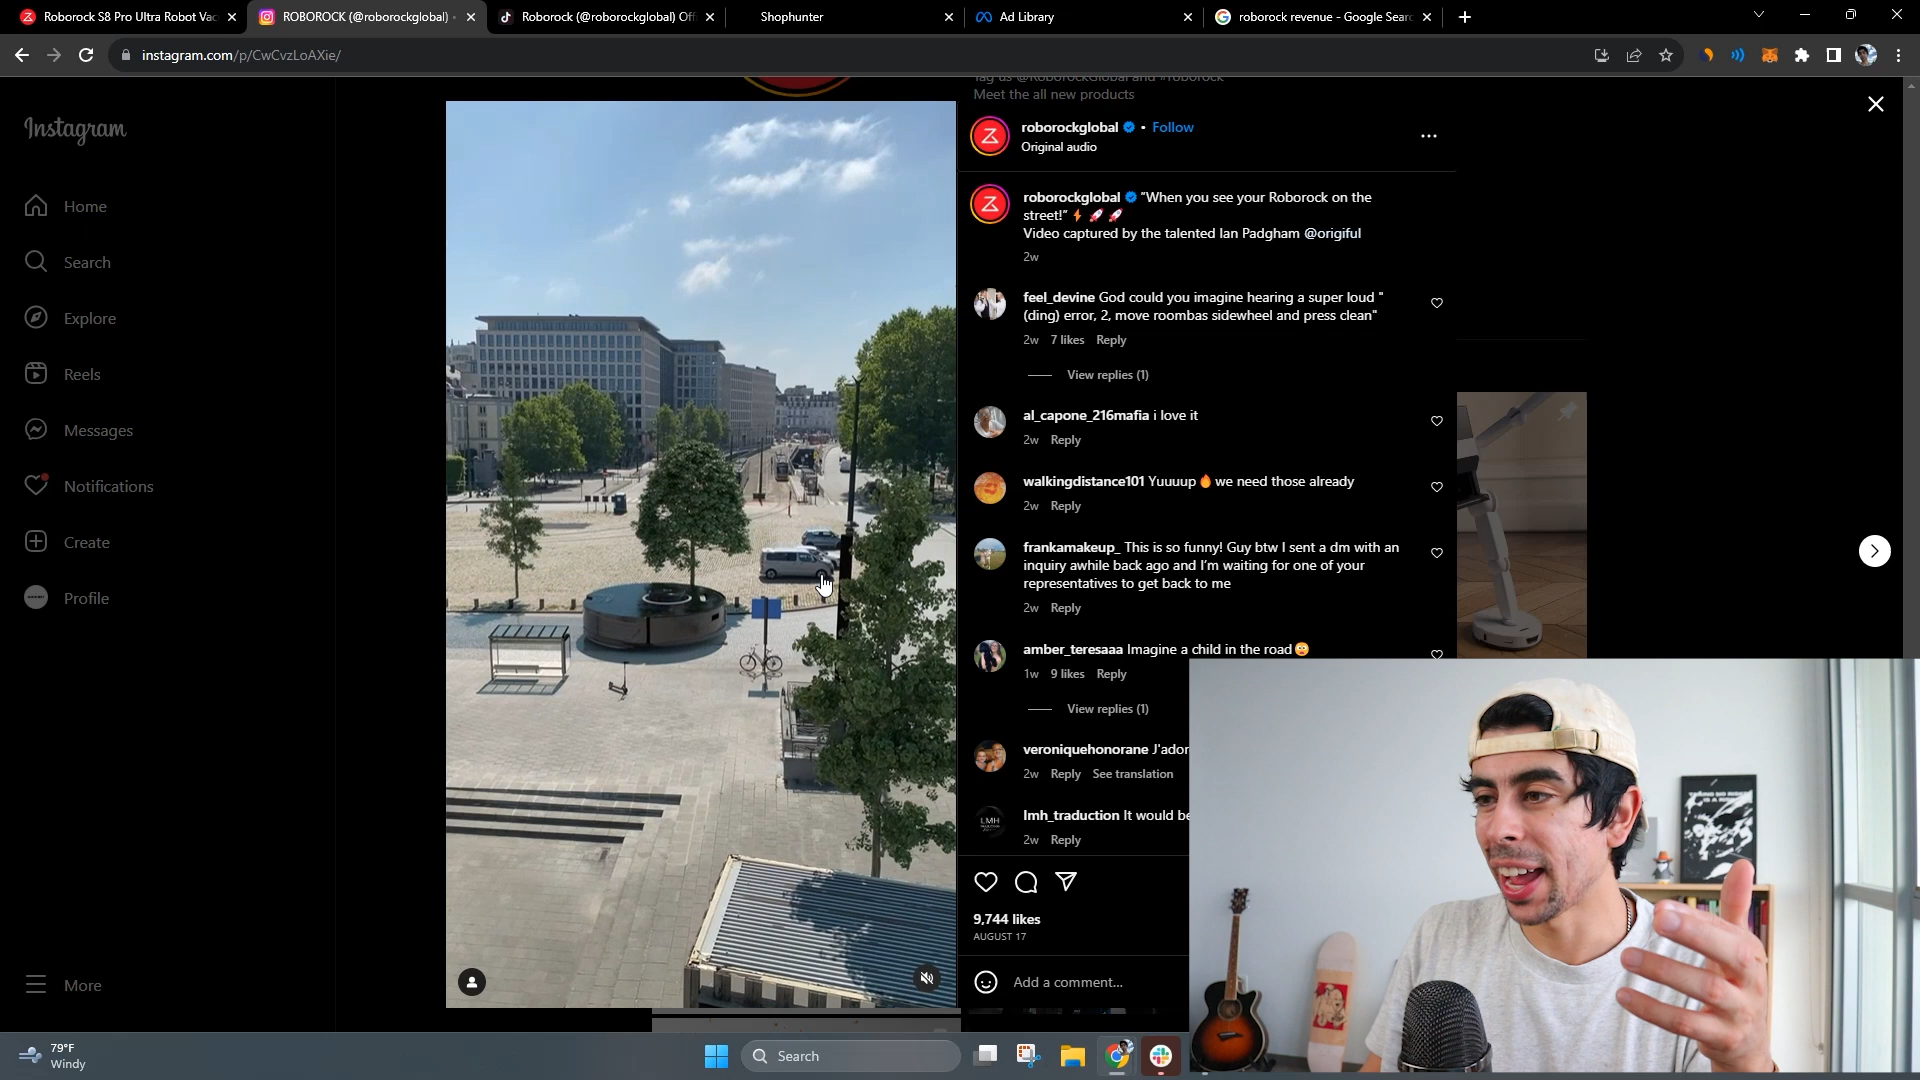 Roborock S8 Pro Ultra Robot Vac
ROBOROCK (@roborockglobal) •
Roborock (@roborockglobal) Off
Shophunter
Ad Library
roborock revenue - Google Sear
instagram.com/p/CwCvzLoAXie/
Tag us @RoborockGlobal and #roborock
Meet the all new products
Instagram
Home
Search
Explore
Reels
Messages
Notifications
Create
Profile
More
roborockglobal • Follow
Original audio
roborockglobal "When you see your Roborock on the
street!"⚡🚀🚀
Video captured by the talented Ian Padgham @origiful
2w
feel_devine God could you imagine hearing a super loud "
(ding) error, 2, move roombas sidewheel and press clean"
2w 7 likes Reply
View replies (1)
al_capone_216mafia i love it
2w Reply
walkingdistance101 Yuuuup🔥we need those already
2w Reply
frankamakeup_ This is so funny! Guy btw I sent a dm with an
inquiry awhile back ago and I'm waiting for one of your
representatives to get back to me
2w Reply
amber_teresaaa Imagine a child in the road😳
1w 9 likes Reply
View replies (1)
veroniquehonorane J'ador
2w Reply See translation
LMH
lmh_traduction It would be
2w Reply
9,744 likes
AUGUST 17
Add a comment...
79°F
Windy
Search